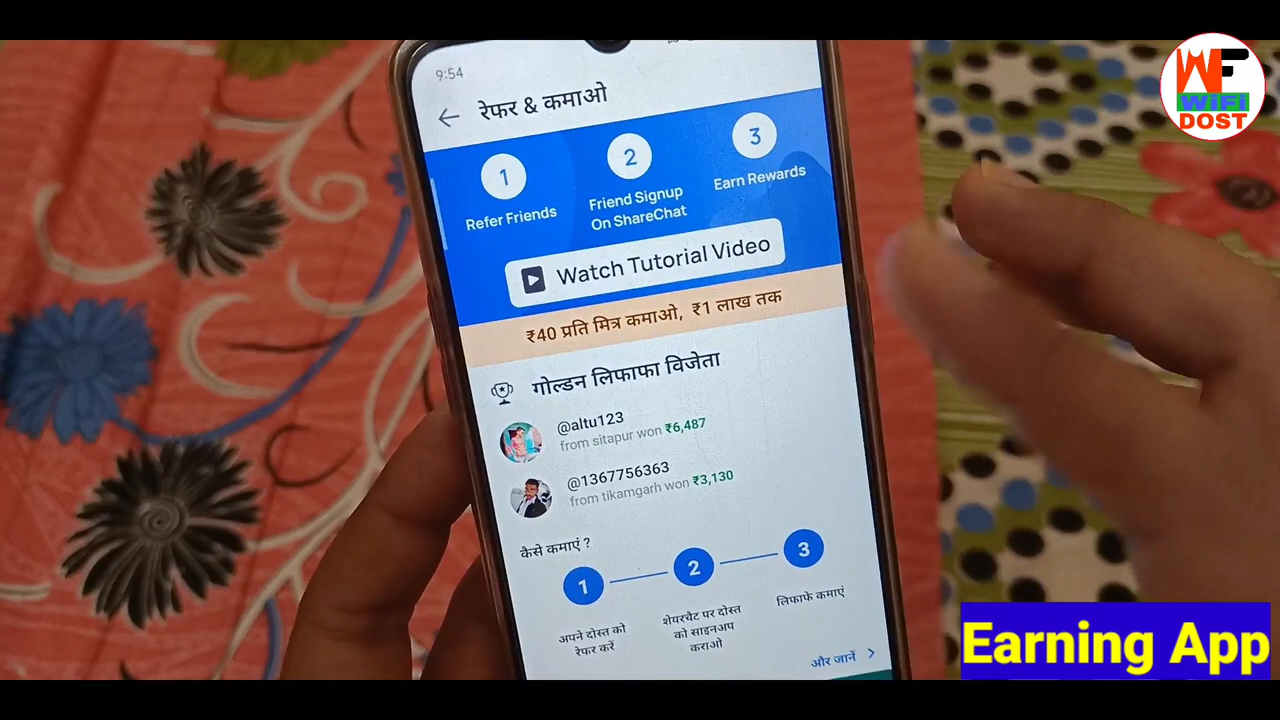 9:54
रेफर & कमाओ
1
2
3
Refer Friends
Friend Signup
On ShareChat
Earn Rewards
Watch Tutorial Video
₹40 प्रति मित्र कमाओ, ₹1 लाख तक
गोल्डन लिफाफा विजेता
@altu123
from sitapur won ₹6,487
@1367756363
from tikamgarh won ₹3,130
कैसे कमाएं ?
1
2
3
अपने दोस्त को
रेफर करें
शेयरचैट पर दोस्त
को साइनअप
कराओ
लिफाफे कमाएं
और जानें
WF
WiFi
DOST
Earning App